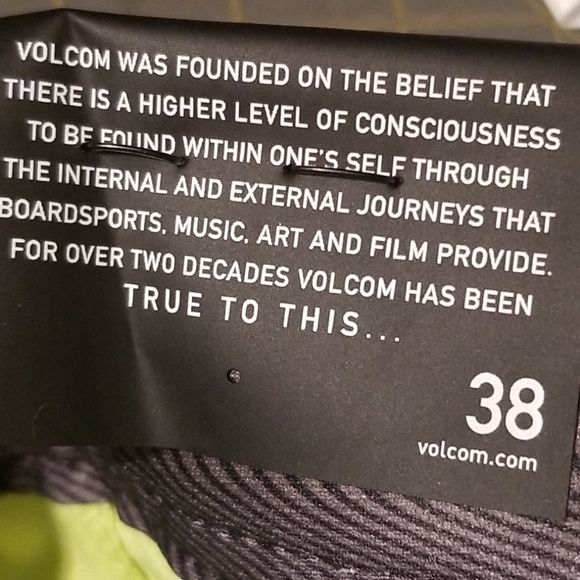 VOLCOM WAS FOUNDED ON THE BELIEF THAT
THERE IS A HIGHER LEVEL OF CONSCIOUSNESS
TO BE FOUND WITHIN ONE'S SELF THROUGH
THE INTERNAL AND EXTERNAL JOURNEYS THAT
BOARDSPORTS, MUSIC, ART AND FILM PROVIDE.
FOR OVER TWO DECADES VOLCOM HAS BEEN
TRUE TO THIS...
38
volcom.com